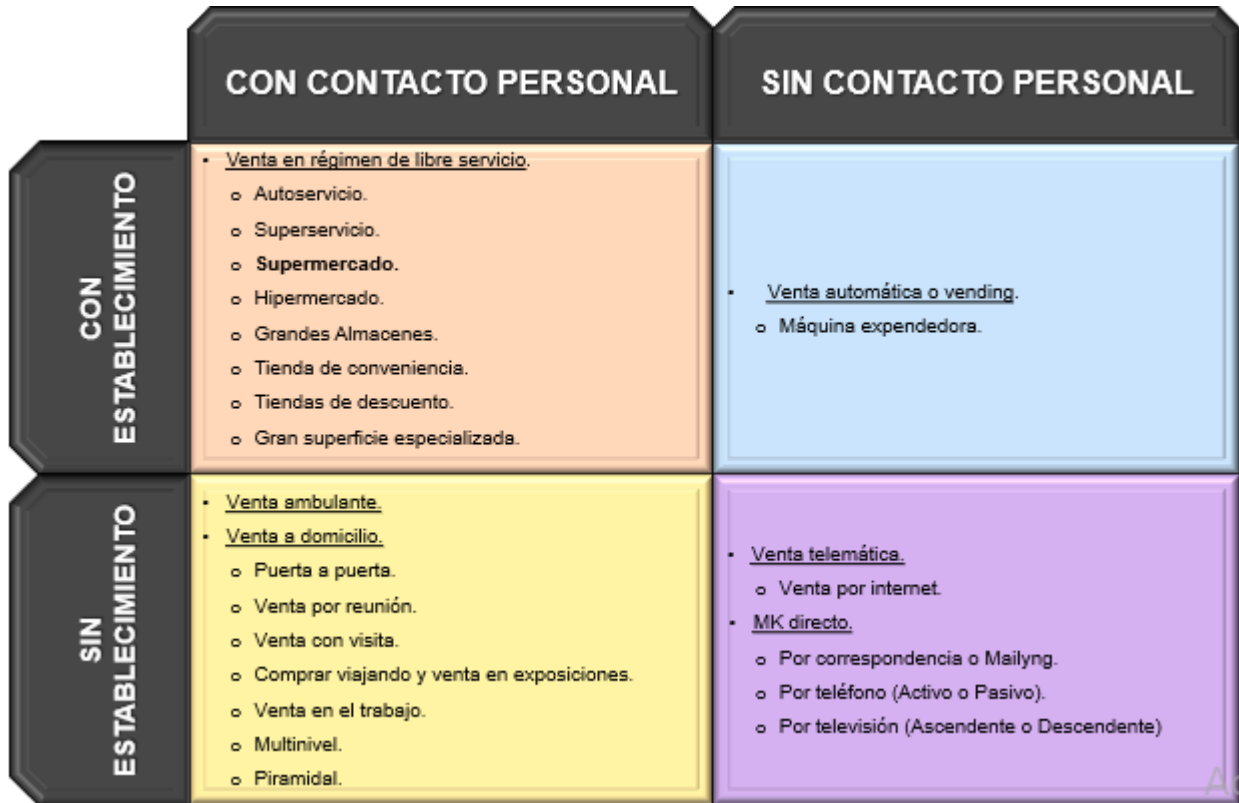 CON CONTACTO PERSONAL
SIN CONTACTO PERSONAL
CON
ESTABLECIMIENTO
• Venta en régimen de libre servicio.
o Autoservicio.
o Superservicio.
o Supermercado.
o Hipermercado.
o Grandes Almacenes.
o Tienda de conveniencia.
o Tiendas de descuento.
o Gran superficie especializada.
• Venta automática o vending.
o Máquina expendedora.
SIN
ESTABLECIMIENTO
• Venta ambulante.
• Venta a domicilio.
o Puerta a puerta.
o Venta por reunión.
o Venta con visita.
o Comprar viajando y venta en exposiciones.
o Venta en el trabajo.
o Multinivel.
o Piramidal.
• Venta telemática.
o Venta por internet.
• MK directo.
o Por correspondencia o Mailyng.
o Por teléfono (Activo o Pasivo).
o Por televisión (Ascendente o Descendente)